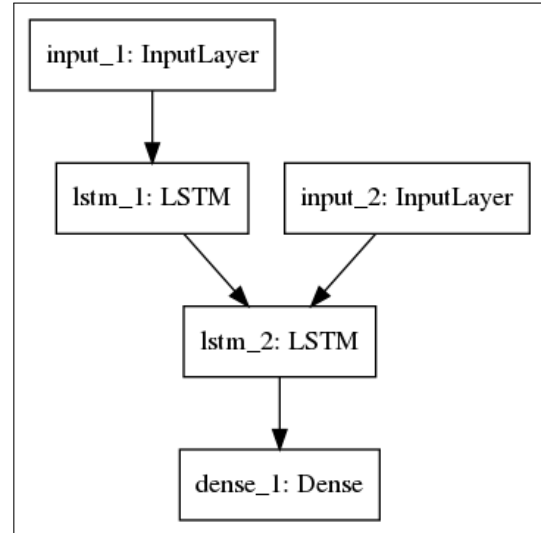 input_1: InputLayer
lstm_1: LSTM
input_2: InputLayer
lstm_2: LSTM
dense_1: Dense